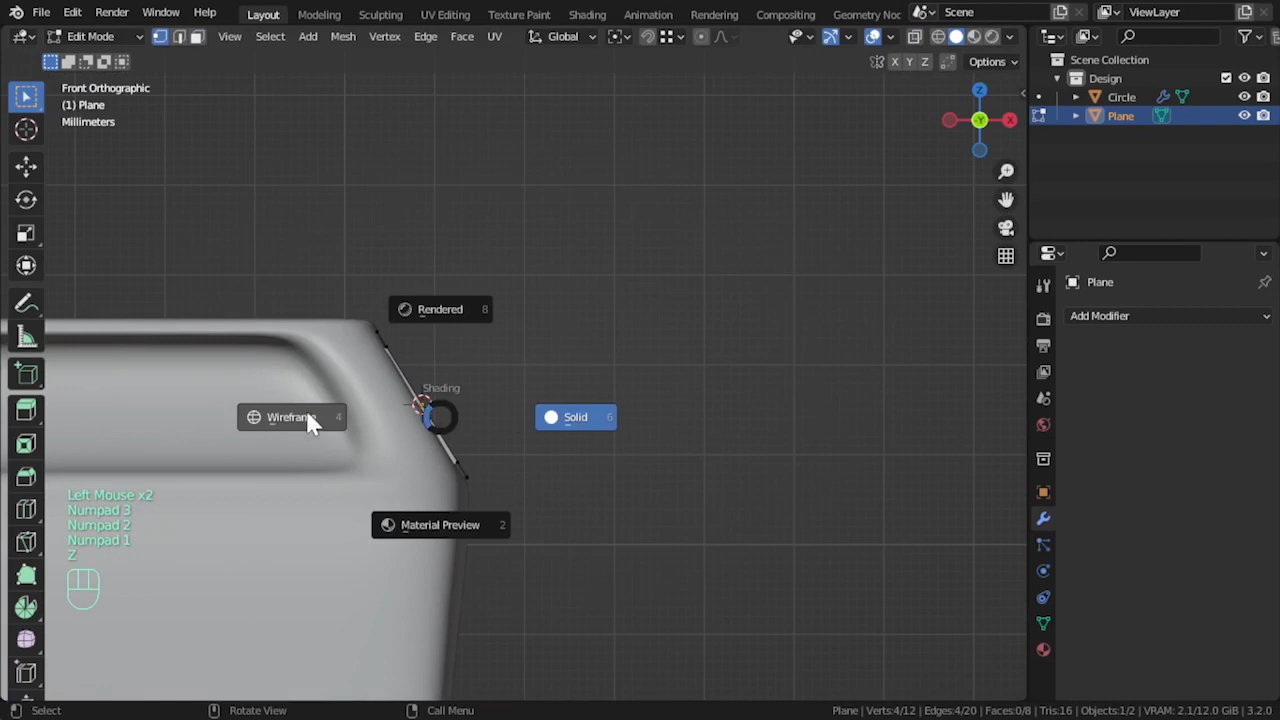 File Edit Render Window Help Layout Modeling Sculpting UV Editing Texture Paint Shading Animation Rendering Compositing Geometry Noc Scene ViewLayer
Edit Mode View Select Add Mesh Vertex Edge Face UV Global
X Y Z Options
Front Orthographic
(1) Plane
Millimeters
Z
Y
X
Scene Collection
Design
Circle
Plane
Plane
Add Modifier
Rendered 8
Shading
Wireframe 4
Solid 6
Material Preview 2
Left Mouse x2
Numpad 3
Numpad 2
Numpad 1
Z
Select Rotate View Call Menu Plane | Verts:4/12 | Edges:4/20 | Faces:0/8 | Tris:16 | Objects:1/2 | VRAM: 2.1/12.0 GiB | 3.2.0